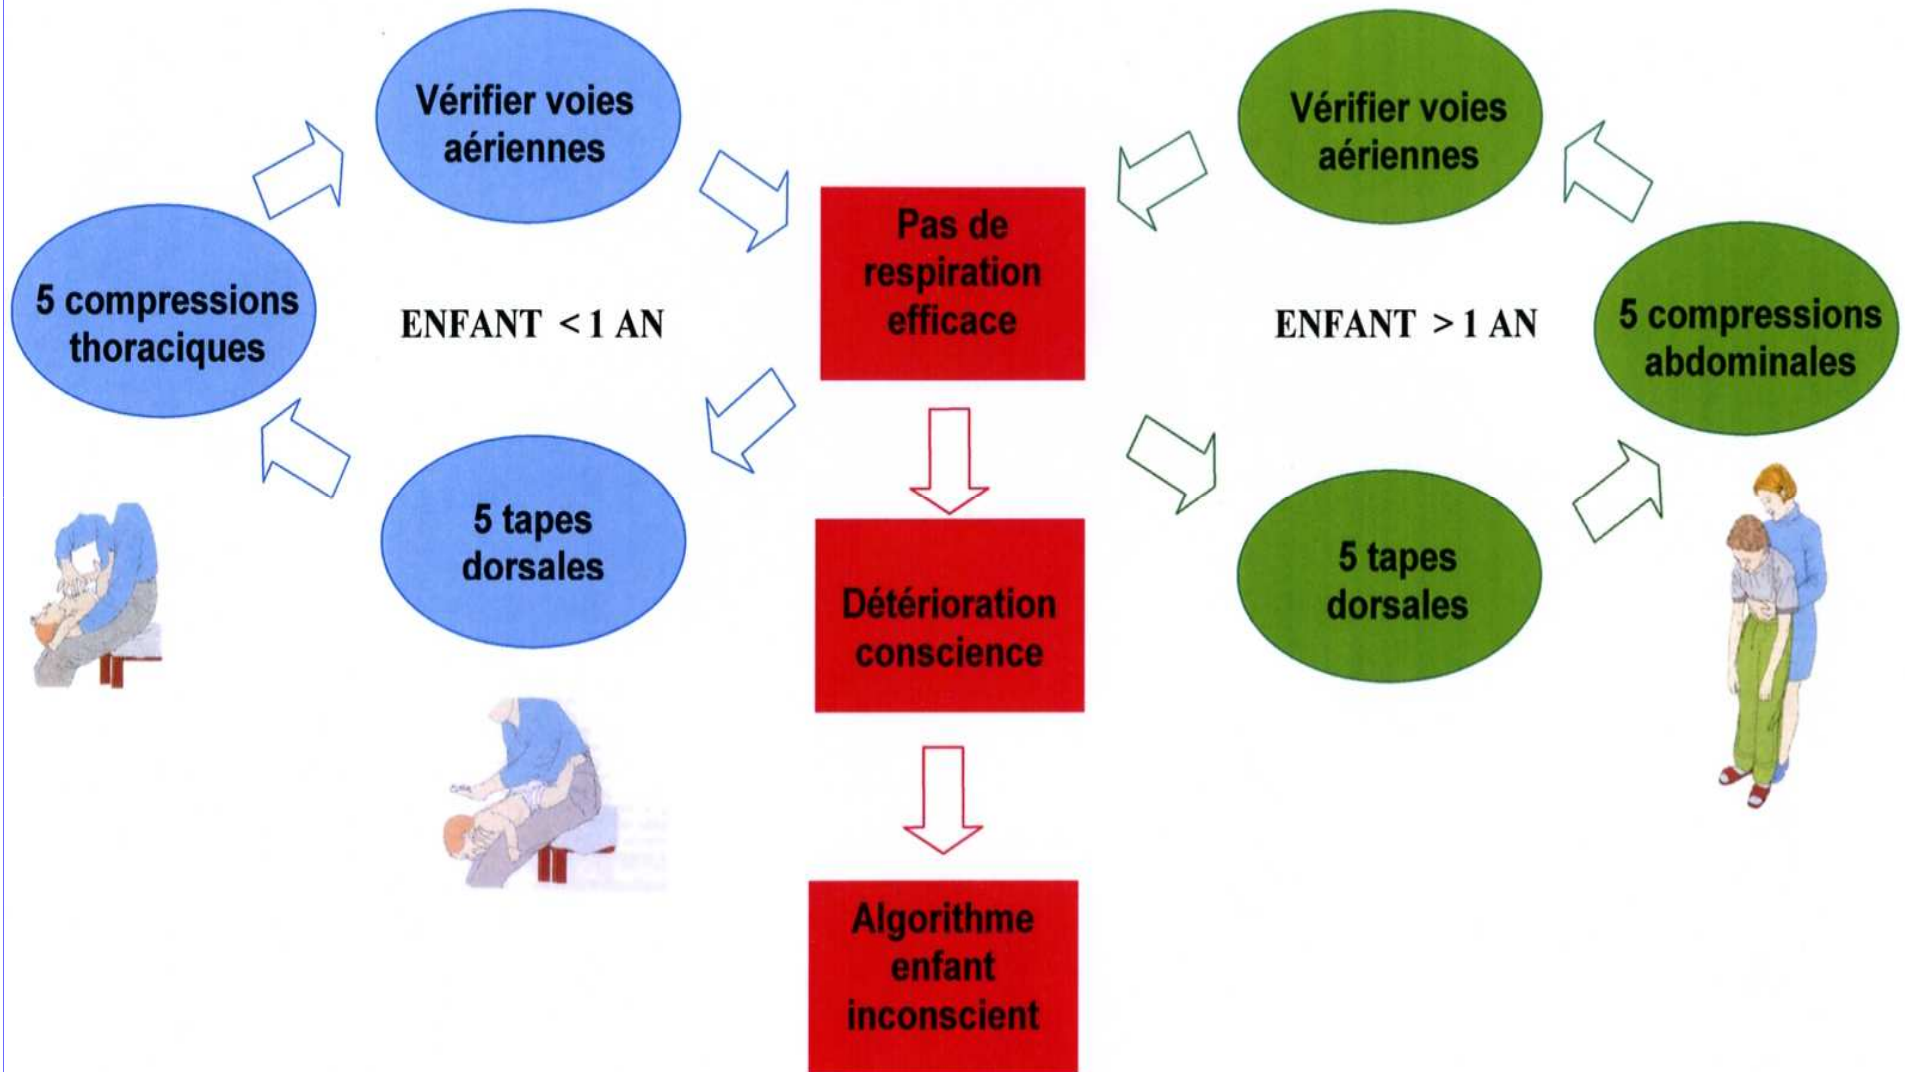 Vérifier voies
aériennes
Vérifier voies
aériennes
Pas de
respiration
efficace
5 compressions
thoraciques
ENFANT < 1 AN
ENFANT > 1 AN
5 compressions
abdominales
5 tapes
dorsales
5 tapes
dorsales
Détérioration
conscience
Algorithme
enfant
inconscient